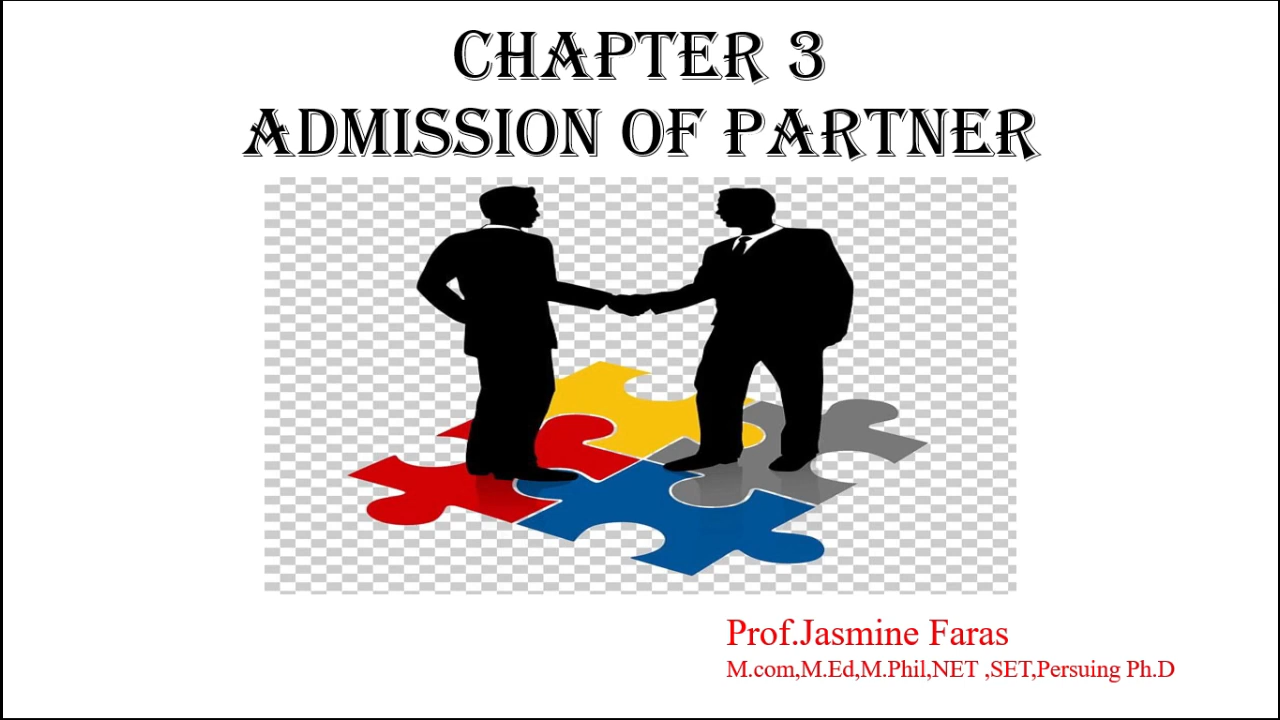 CHAPTER 3
ADMISSION OF PARTNER
Prof.Jasmine Faras
M.com,M.Ed,M.Phil,NET ,SET,Persuing Ph.D